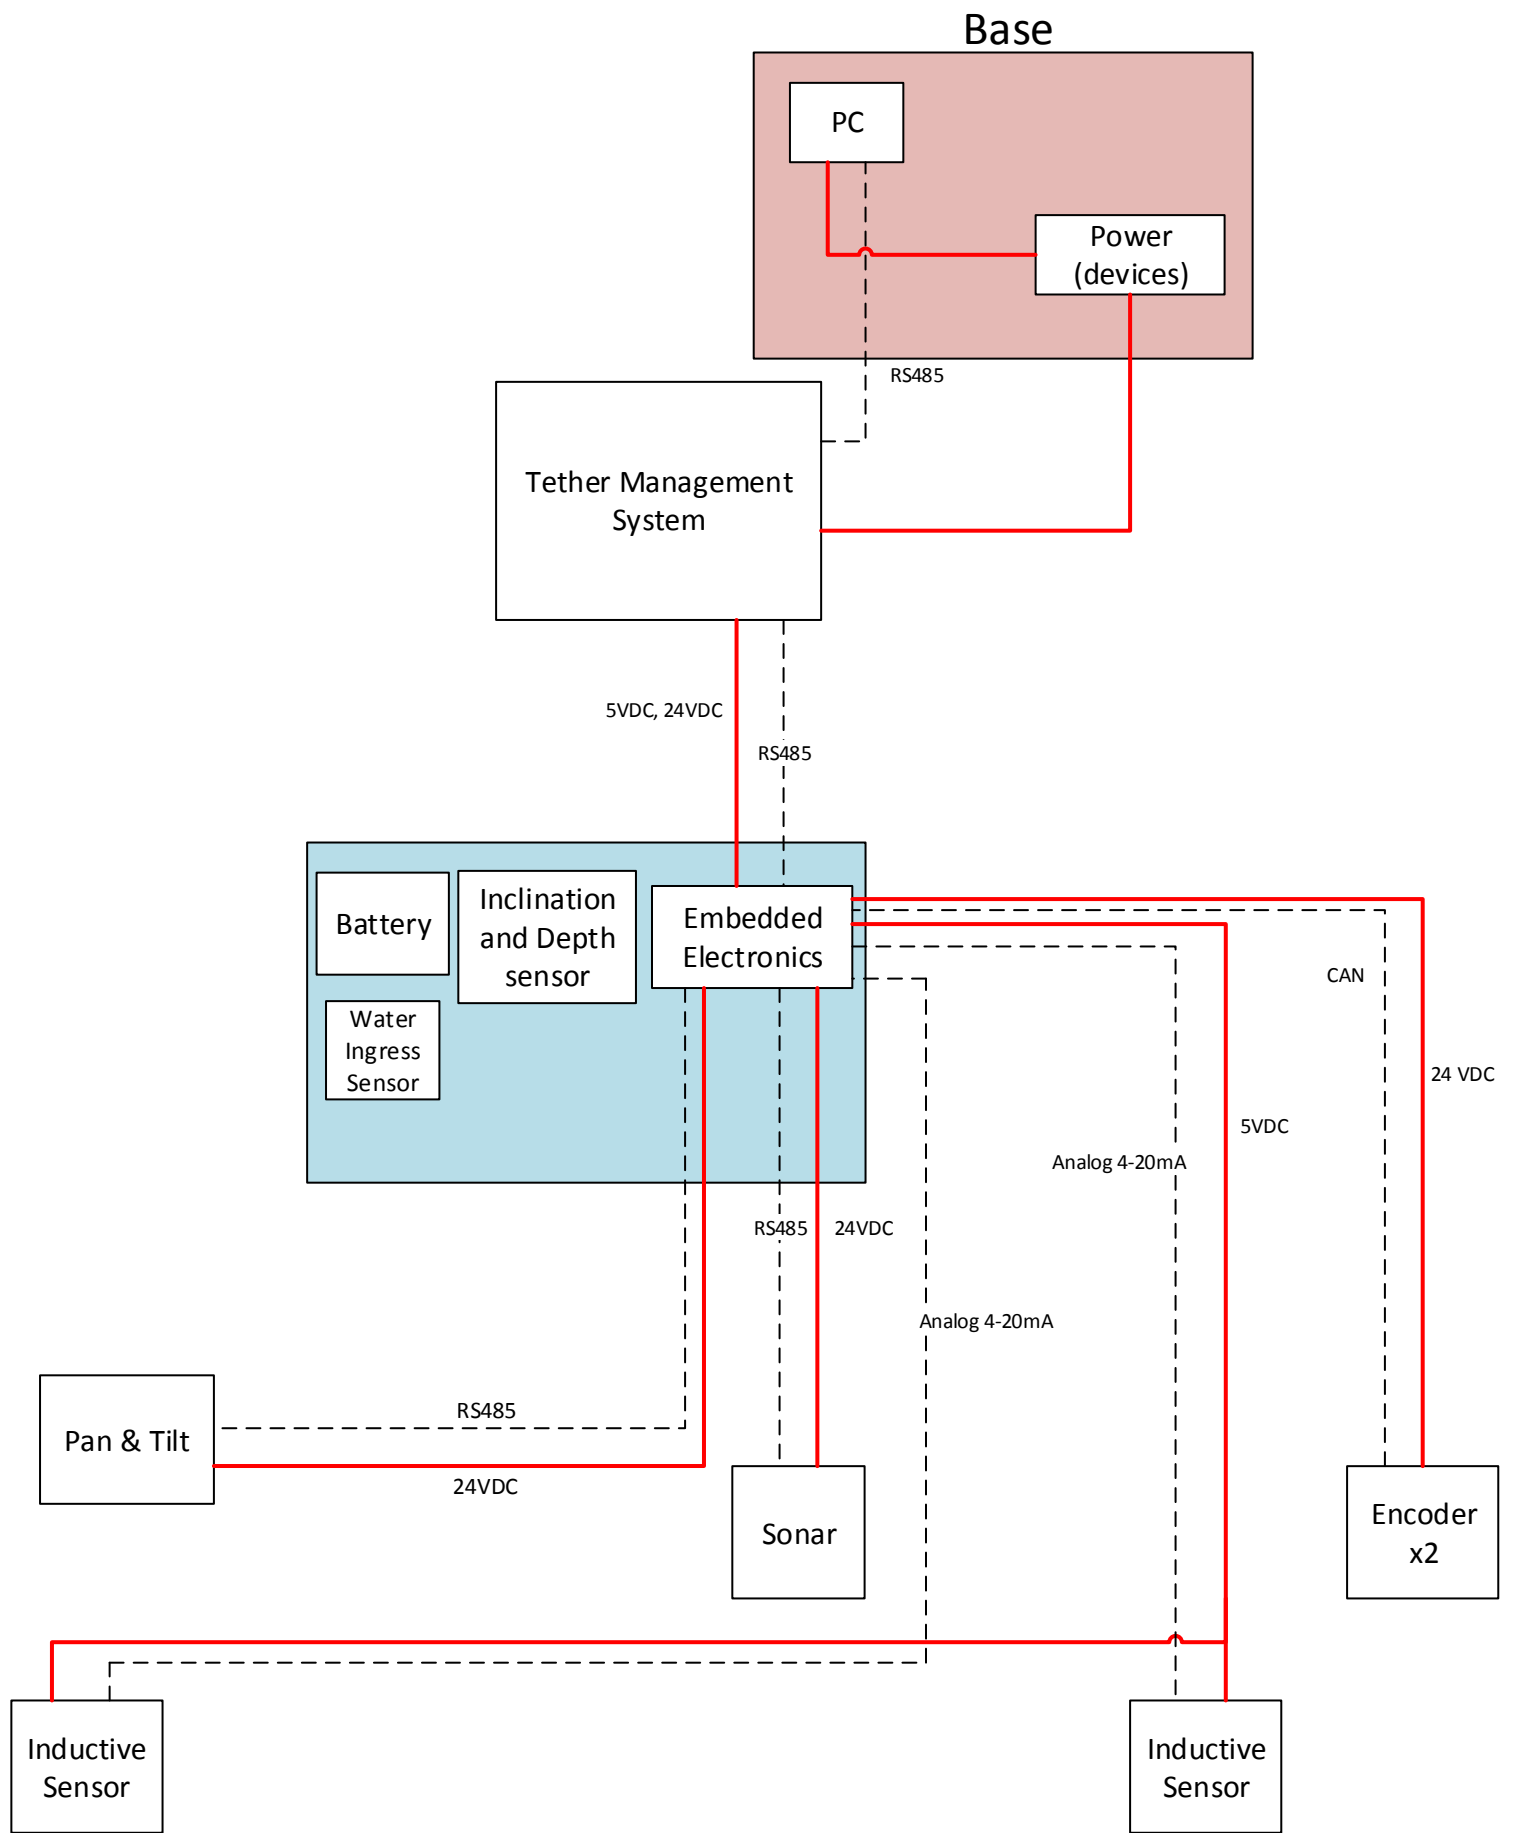 Base
PC
Power
(devices)
RS485
Tether Management
System
5VDC, 24VDC
RS485
Battery
Inclination
and Depth
sensor
Embedded
Electronics
Water
Ingress
Sensor
CAN
24 VDC
5VDC
Analog 4-20mA
RS485
24VDC
Analog 4-20mA
RS485
Pan & Tilt
24VDC
Sonar
Encoder
x2
Inductive
Sensor
Inductive
Sensor